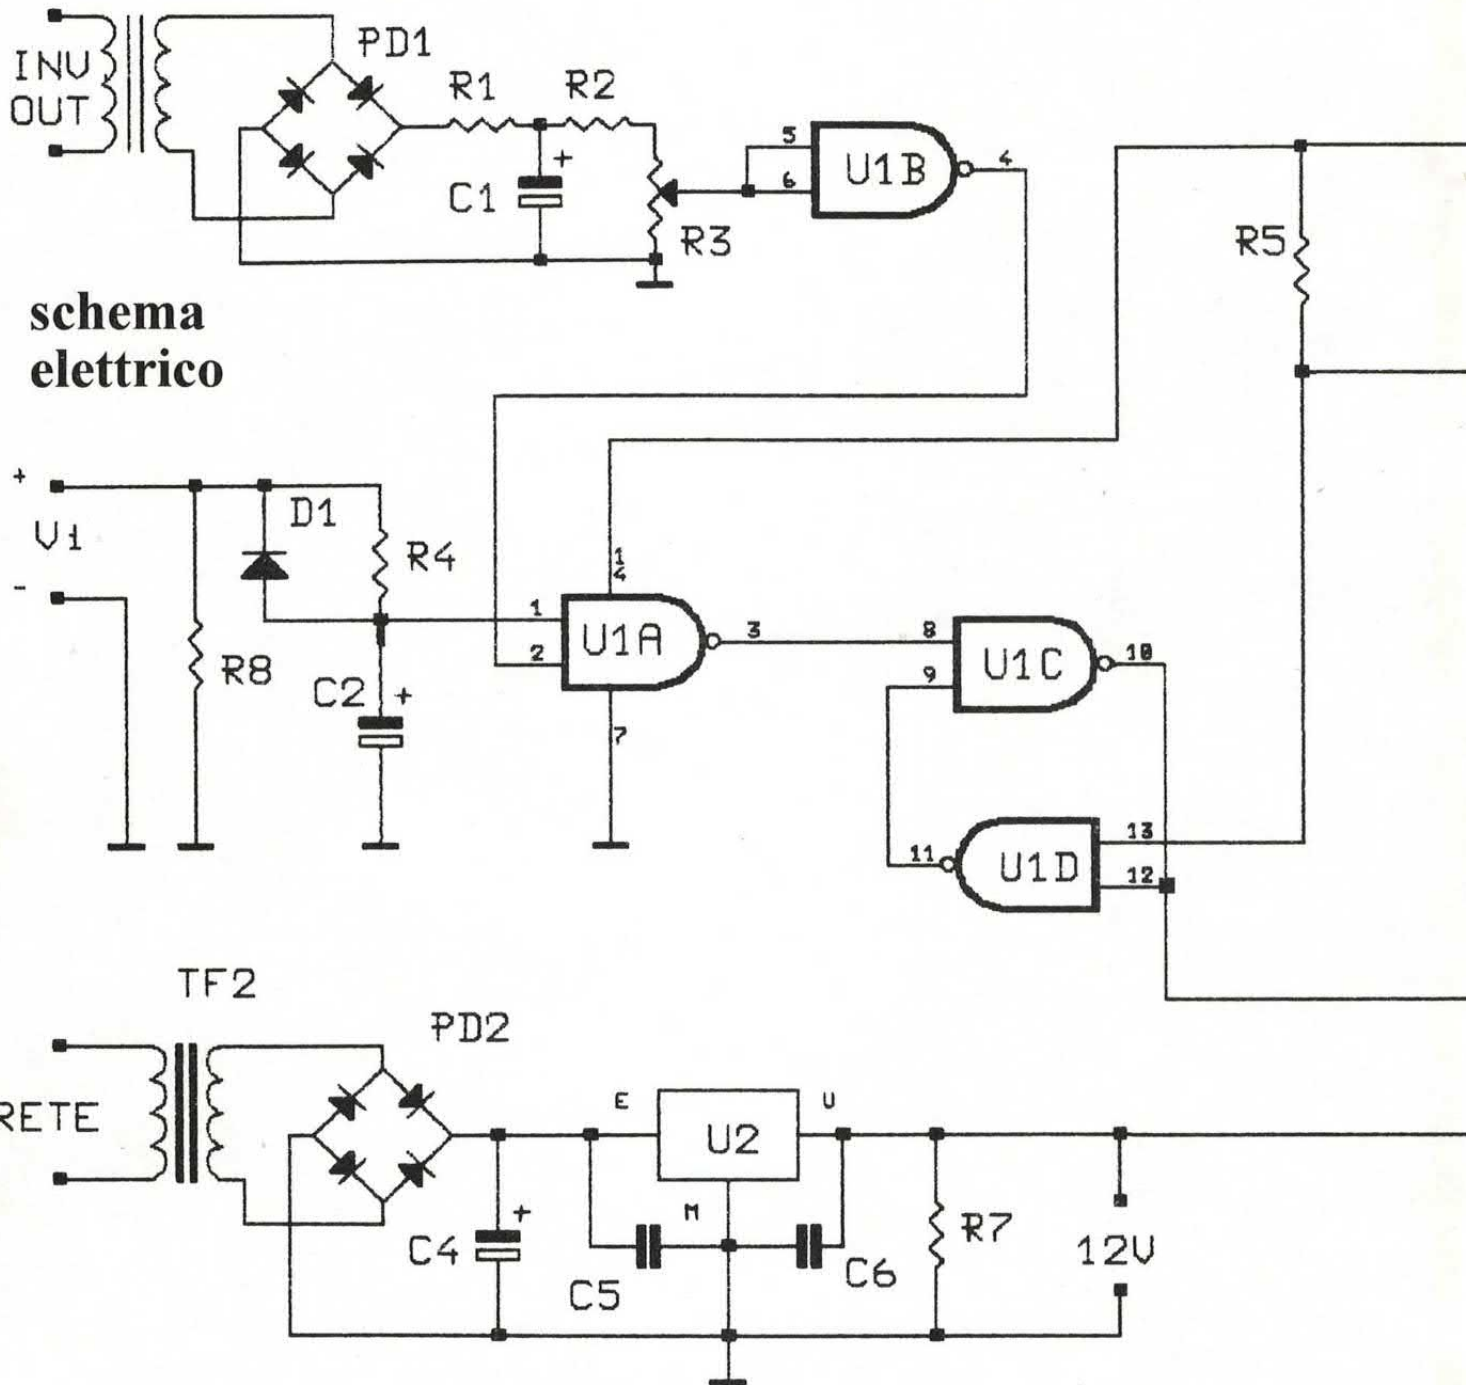 PD1
INV
OUT
R1
R2
C1
+
R3
5
6
U1B
4
R5
schema
elettrico
+
Vi
-
D1
R4
R8
C2
+
1
4
1
2
U1A
3
7
8
9
U1C
10
13
12
11
U1D
TF2
PD2
RETE
E
U2
U
M
C4
+
C5
C6
R7
12V